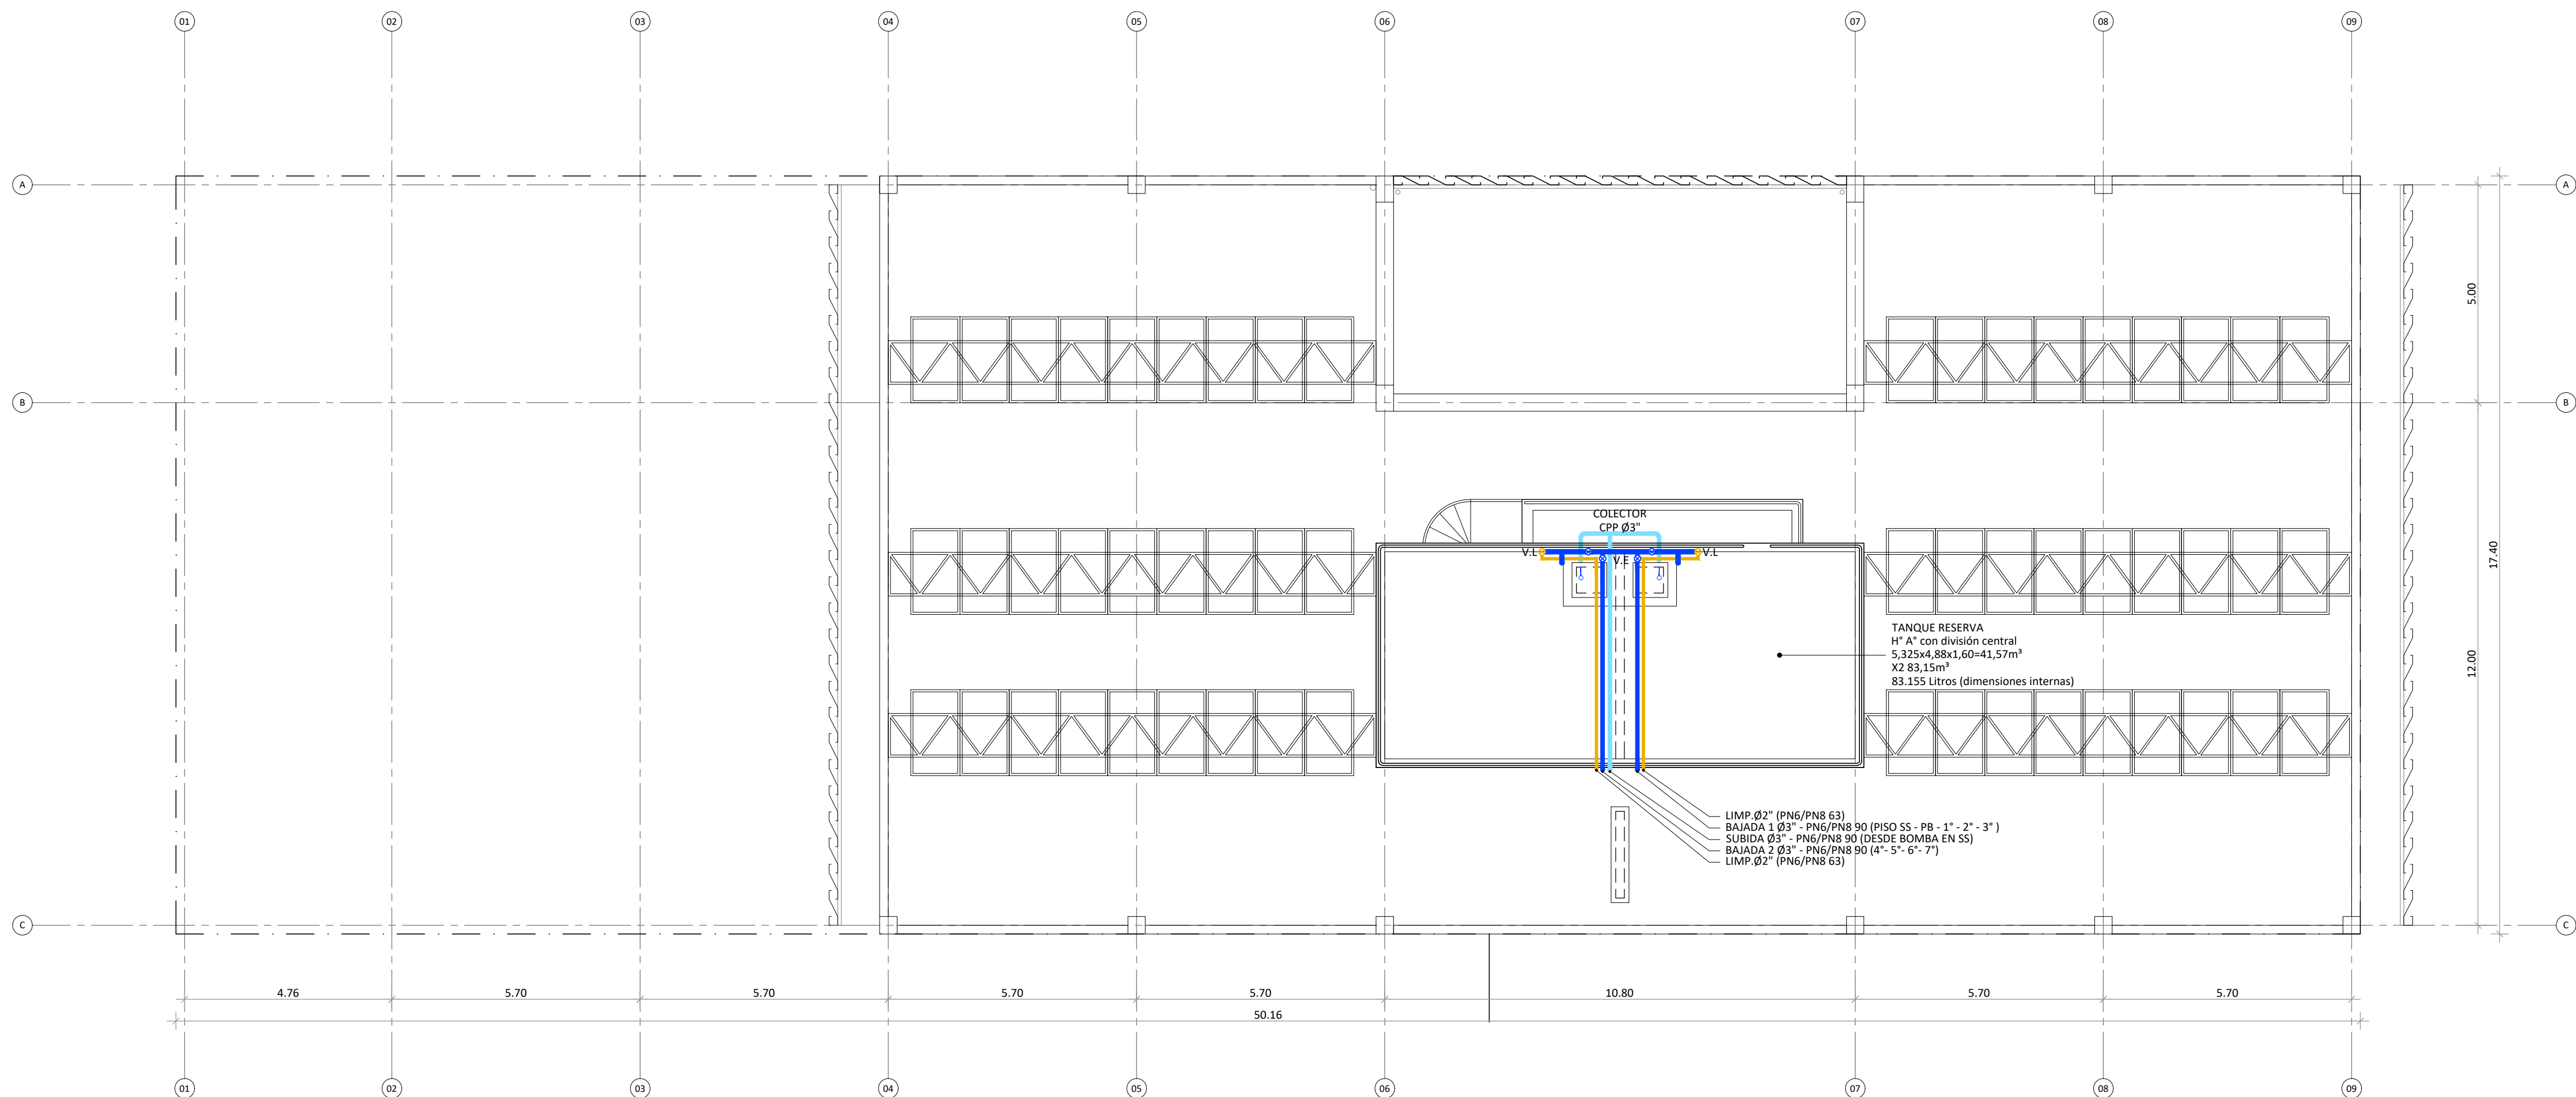 01 02 03 04 05 06 07 08 09
A A
5.00
B B
COLECTOR
CPP Ø3"
V.L V.L
V.E
17.40
TANQUE RESERVA
H° A° con división central
5,325x4,88x1,60=41,57m³
X2 83,15m³
83.155 Litros (dimensiones internas)
12.00
LIMP.Ø2" (PN6/PN8 63)
BAJADA 1 Ø3" - PN6/PN8 90 (PISO SS - PB - 1° - 2° - 3° )
SUBIDA Ø3" - PN6/PN8 90 (DESDE BOMBA EN SS)
BAJADA 2 Ø3" - PN6/PN8 90 (4°- 5°- 6°- 7°)
LIMP.Ø2" (PN6/PN8 63)
C C
4.76 5.70 5.70 5.70 5.70 10.80 5.70 5.70
50.16
01 02 03 04 05 06 07 08 09